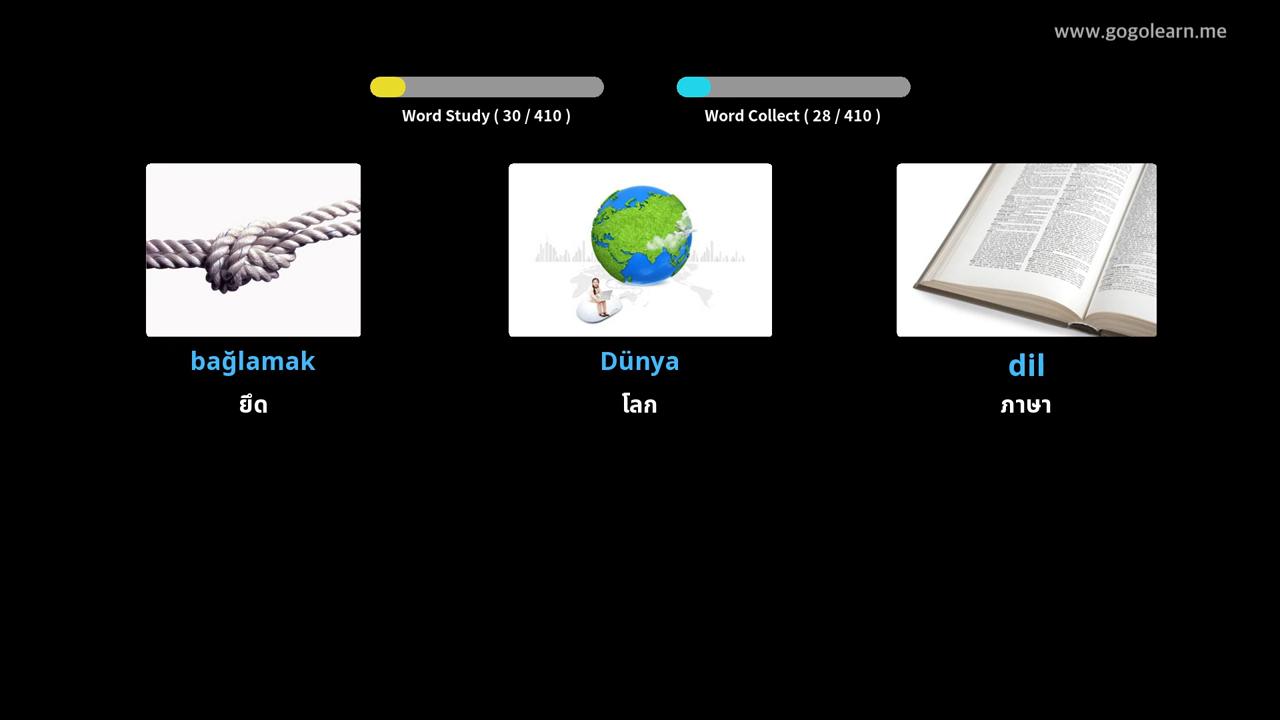 www.gogolearn.me
Word Study ( 30 / 410 )
Word Collect ( 28 / 410 )
bağlamak
ยึด
Dünya
โลก
dil
ภาษา